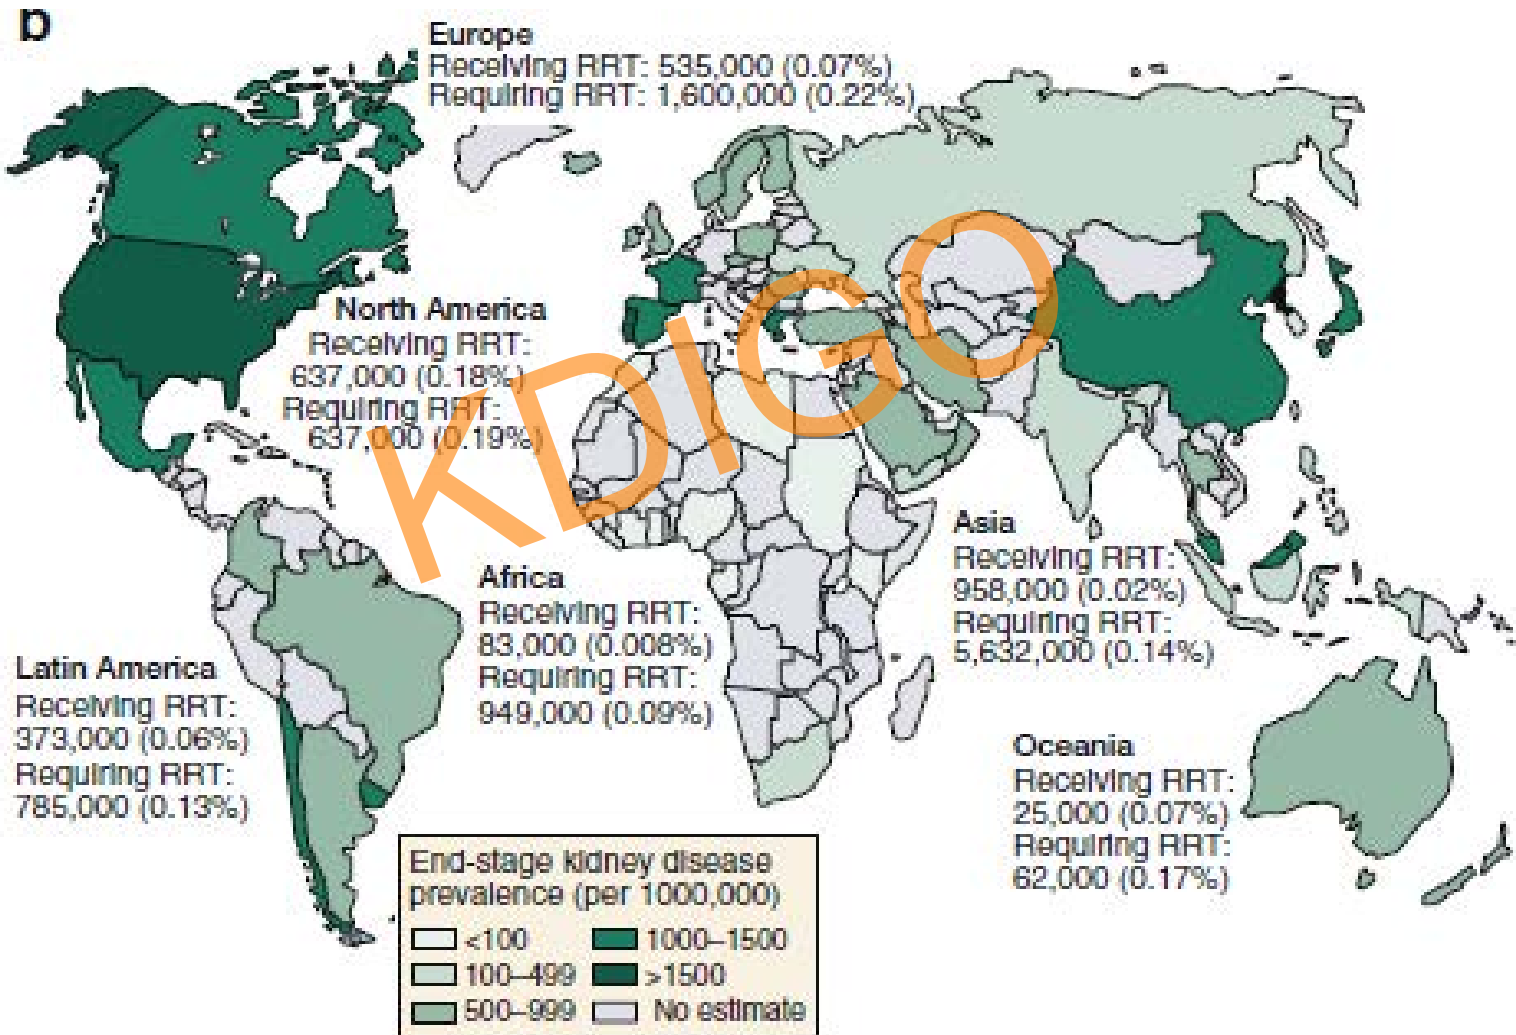 b
Europe
Receiving RRT: 535,000 (0.07%)
Requiring RRT: 1,600,000 (0.22%)
North America
Receiving RRT:
637,000 (0.18%)
Requiring RRT:
637,000 (0.19%)
KDIGO
Asia
Receiving RRT:
958,000 (0.02%)
Requiring RRT:
5,632,000 (0.14%)
Africa
Receiving RRT:
83,000 (0.008%)
Requiring RRT:
949,000 (0.09%)
Latin America
Receiving RRT:
373,000 (0.06%)
Requiring RRT:
785,000 (0.13%)
Oceania
Receiving RRT:
25,000 (0.07%)
Requiring RRT:
62,000 (0.17%)
End-stage kidney disease
prevalence (per 1000,000)
<100
1000–1500
100–499
>1500
500–999
No estimate